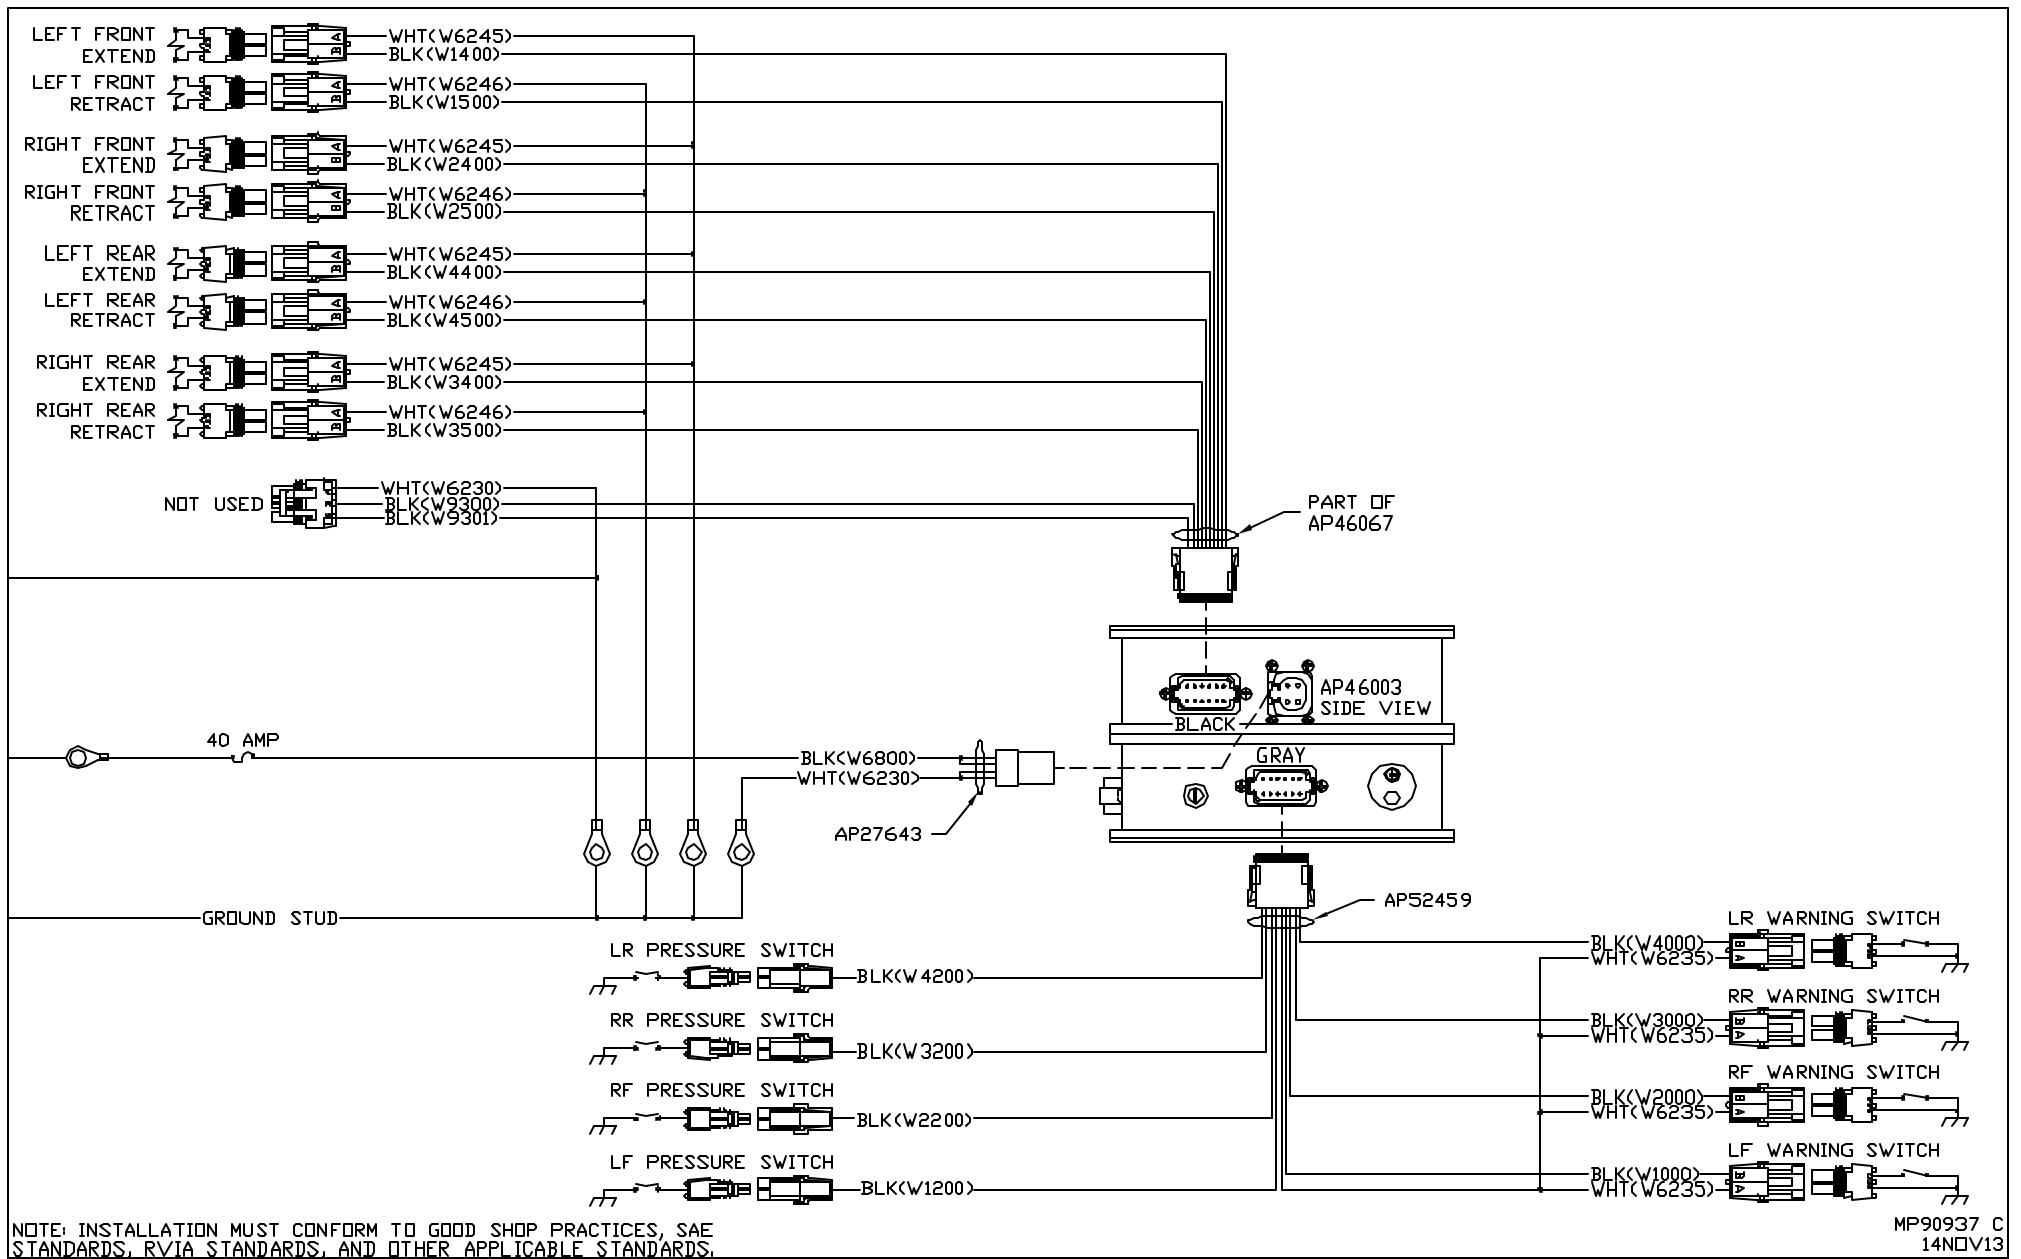 LEFT FRONT
EXTEND
A
B
WHT(W6245)
BLK(W1400)
LEFT FRONT
RETRACT
A
B
WHT(W6246)
BLK(W1500)
RIGHT FRONT
EXTEND
A
B
WHT(W6245)
BLK(W2400)
RIGHT FRONT
RETRACT
A
B
WHT(W6246)
BLK(W2500)
LEFT REAR
EXTEND
A
B
WHT(W6245)
BLK(W4400)
LEFT REAR
RETRACT
A
B
WHT(W6246)
BLK(W4500)
RIGHT REAR
EXTEND
A
B
WHT(W6245)
BLK(W3400)
RIGHT REAR
RETRACT
A
B
WHT(W6246)
BLK(W3500)
NOT USED
WHT(W6230)
BLK(W9300)
BLK(W9301)
PART OF
AP46067
AP46003
SIDE VIEW
BLACK
GRAY
40 AMP
BLK(W6800)
WHT(W6230)
AP27643
GROUND STUD
AP52459
LR PRESSURE SWITCH
BLK(W4200)
RR PRESSURE SWITCH
BLK(W3200)
RF PRESSURE SWITCH
BLK(W2200)
LF PRESSURE SWITCH
BLK(W1200)
LR WARNING SWITCH
BLK(W4000)
WHT(W6235)
B
A
RR WARNING SWITCH
BLK(W3000)
WHT(W6235)
B
A
RF WARNING SWITCH
BLK(W2000)
WHT(W6235)
B
A
LF WARNING SWITCH
BLK(W1000)
WHT(W6235)
B
A
NOTE: INSTALLATION MUST CONFORM TO GOOD SHOP PRACTICES, SAE
STANDARDS, RVIA STANDARDS, AND OTHER APPLICABLE STANDARDS.
MP90937 C
14NOV13